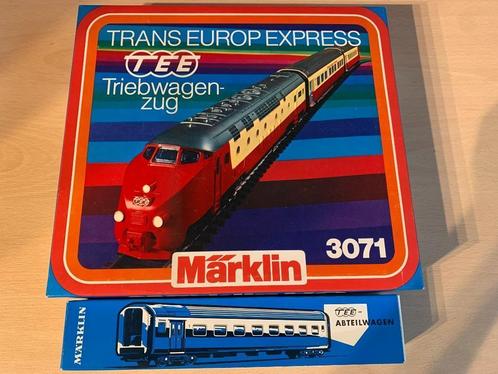 TRANS EUROP EXPRESS
TEE
Triebwagen-
zug
TEE
Märklin
3071
MÄRKLIN
TEE-
ABTEILWAGEN